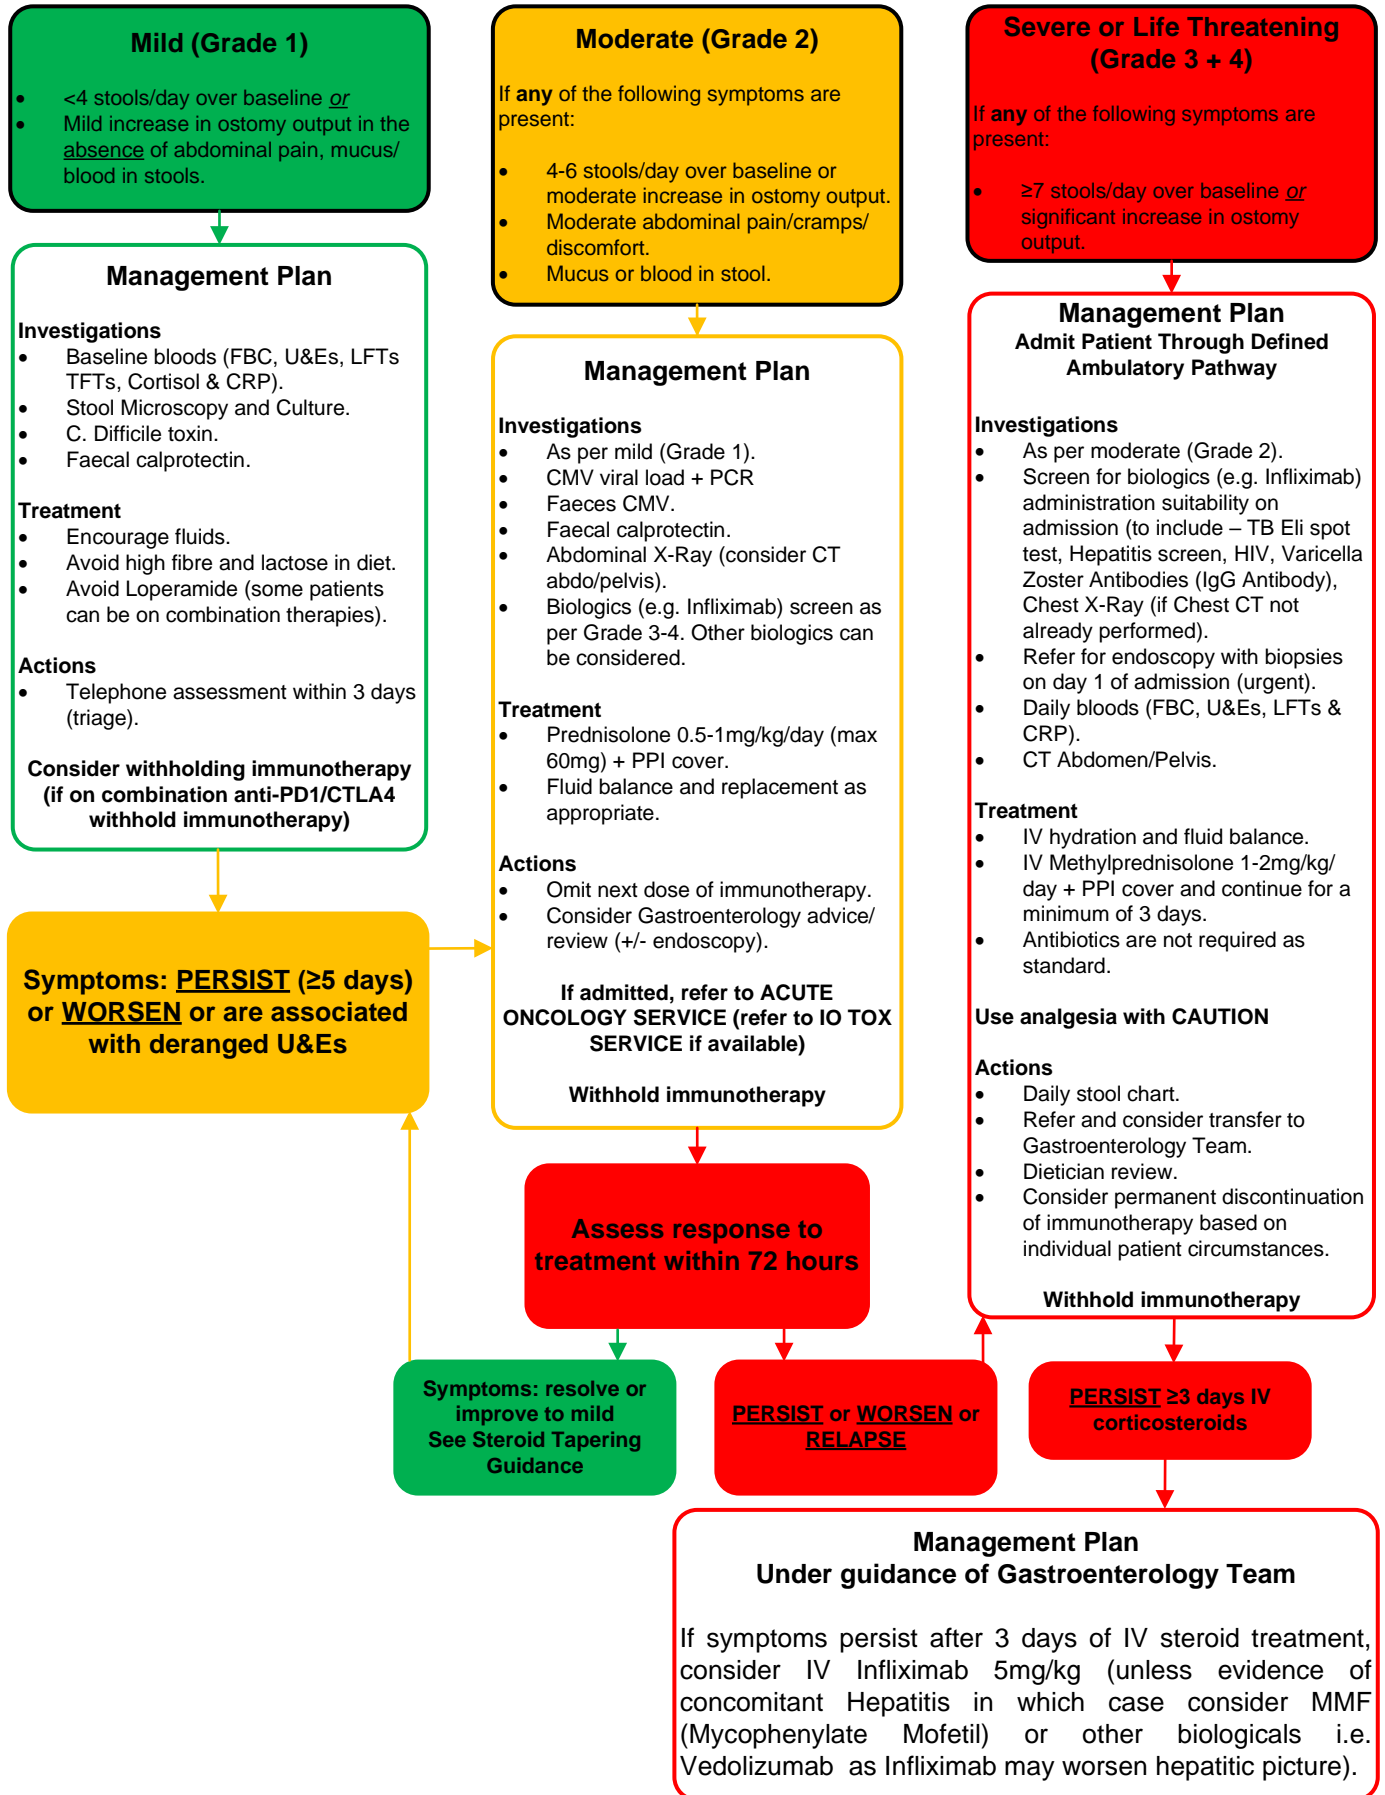 Mild (Grade 1)
• <4 stools/day over baseline or
• Mild increase in ostomy output in the
absence of abdominal pain, mucus/
blood in stools.
Management Plan
Investigations
• Baseline bloods (FBC, U&Es, LFTs
TFTs, Cortisol & CRP).
• Stool Microscopy and Culture.
• C. Difficile toxin.
• Faecal calprotectin.
Treatment
• Encourage fluids.
• Avoid high fibre and lactose in diet.
• Avoid Loperamide (some patients
can be on combination therapies).
Actions
• Telephone assessment within 3 days
(triage).
Consider withholding immunotherapy
(if on combination anti-PD1/CTLA4
withhold immunotherapy)
Symptoms: PERSIST (≥5 days)
or WORSEN or are associated
with deranged U&Es
Moderate (Grade 2)
If any of the following symptoms are
present:
• 4-6 stools/day over baseline or
moderate increase in ostomy output.
• Moderate abdominal pain/cramps/
discomfort.
• Mucus or blood in stool.
Management Plan
Investigations
• As per mild (Grade 1).
• CMV viral load + PCR
• Faeces CMV.
• Faecal calprotectin.
• Abdominal X-Ray (consider CT
abdo/pelvis).
• Biologics (e.g. Infliximab) screen as
per Grade 3-4. Other biologics can
be considered.
Treatment
• Prednisolone 0.5-1mg/kg/day (max
60mg) + PPI cover.
• Fluid balance and replacement as
appropriate.
Actions
• Omit next dose of immunotherapy.
• Consider Gastroenterology advice/
review (+/- endoscopy).
If admitted, refer to ACUTE
ONCOLOGY SERVICE (refer to IO TOX
SERVICE if available)
Withhold immunotherapy
Assess response to
treatment within 72 hours
Symptoms: resolve or
improve to mild
See Steroid Tapering
Guidance
PERSIST or WORSEN or
RELAPSE
Severe or Life Threatening
(Grade 3 + 4)
If any of the following symptoms are
present:
• ≥7 stools/day over baseline or
significant increase in ostomy
output.
Management Plan
Admit Patient Through Defined
Ambulatory Pathway
Investigations
• As per moderate (Grade 2).
• Screen for biologics (e.g. Infliximab)
administration suitability on
admission (to include – TB Eli spot
test, Hepatitis screen, HIV, Varicella
Zoster Antibodies (IgG Antibody),
Chest X-Ray (if Chest CT not
already performed).
• Refer for endoscopy with biopsies
on day 1 of admission (urgent).
• Daily bloods (FBC, U&Es, LFTs &
CRP).
• CT Abdomen/Pelvis.
Treatment
• IV hydration and fluid balance.
• IV Methylprednisolone 1-2mg/kg/
day + PPI cover and continue for a
minimum of 3 days.
• Antibiotics are not required as
standard.
Use analgesia with CAUTION
Actions
• Daily stool chart.
• Refer and consider transfer to
Gastroenterology Team.
• Dietician review.
• Consider permanent discontinuation
of immunotherapy based on
individual patient circumstances.
Withhold immunotherapy
PERSIST ≥3 days IV
corticosteroids
Management Plan
Under guidance of Gastroenterology Team
If symptoms persist after 3 days of IV steroid treatment,
consider IV Infliximab 5mg/kg (unless evidence of
concomitant Hepatitis in which case consider MMF
(Mycophenylate Mofetil) or other biologicals i.e.
Vedolizumab as Infliximab may worsen hepatitic picture).